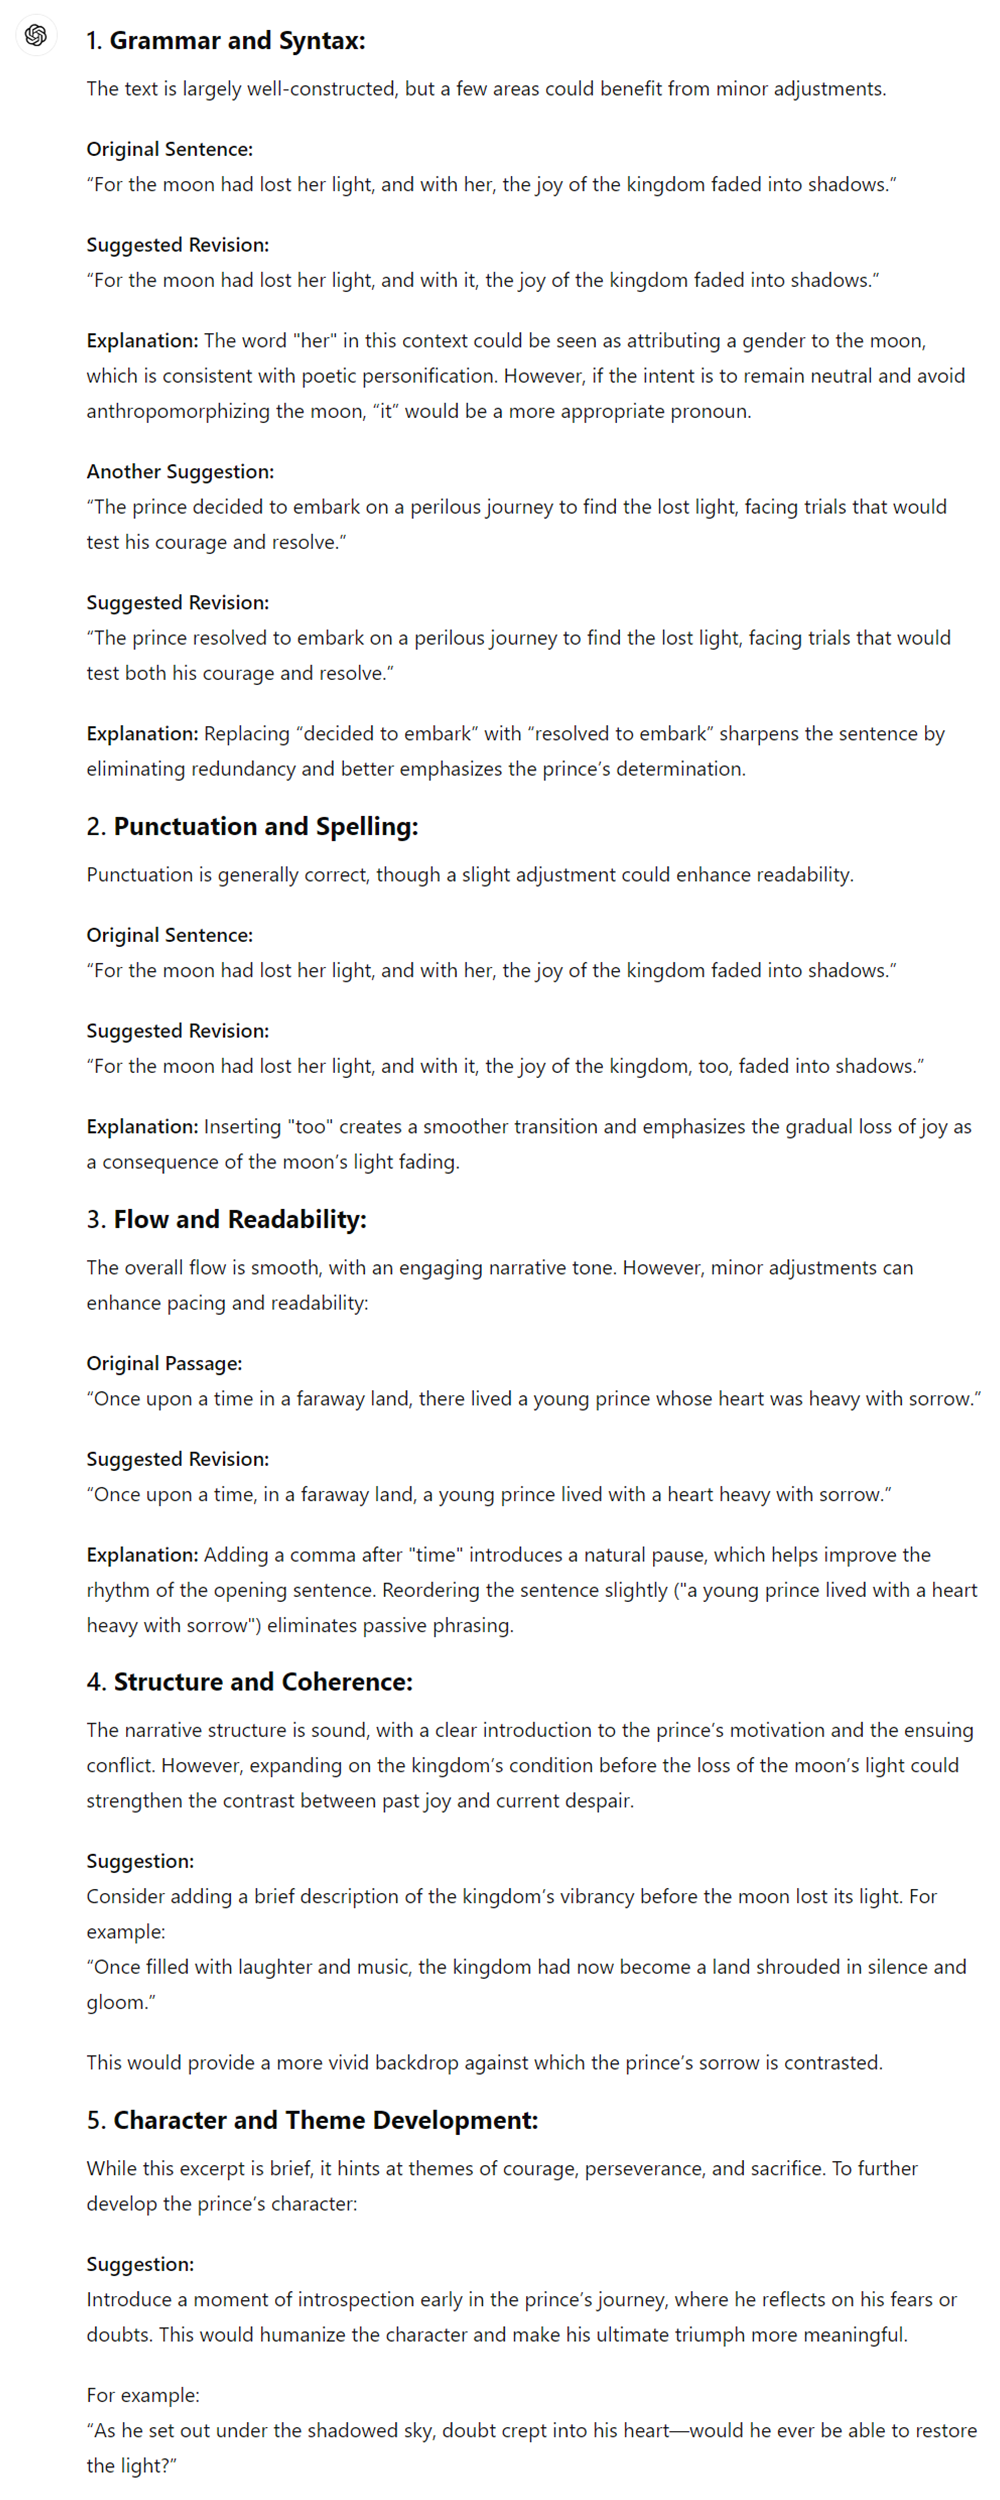 1. Grammar and Syntax:
The text is largely well-constructed, but a few areas could benefit from minor adjustments.
Original Sentence:
“For the moon had lost her light, and with her, the joy of the kingdom faded into shadows.”
Suggested Revision:
“For the moon had lost her light, and with it, the joy of the kingdom faded into shadows.”
Explanation: The word "her" in this context could be seen as attributing a gender to the moon,
which is consistent with poetic personification. However, if the intent is to remain neutral and avoid
anthropomorphizing the moon, “it” would be a more appropriate pronoun.
Another Suggestion:
“The prince decided to embark on a perilous journey to find the lost light, facing trials that would
test his courage and resolve.“
Suggested Revision:
“The prince resolved to embark on a perilous journey to find the lost light, facing trials that would
test both his courage and resolve.”
Explanation: Replacing “decided to embark” with “resolved to embark” sharpens the sentence by
eliminating redundancy and better emphasizes the prince’s determination.
2. Punctuation and Spelling:
Punctuation is generally correct, though a slight adjustment could enhance readability.
Original Sentence:
“For the moon had lost her light, and with her, the joy of the kingdom faded into shadows.”
Suggested Revision:
“For the moon had lost her light, and with it, the joy of the kingdom, too, faded into shadows.”
Explanation: Inserting "too" creates a smoother transition and emphasizes the gradual loss of joy as
a consequence of the moon’s light fading.
3. Flow and Readability:
The overall flow is smooth, with an engaging narrative tone. However, minor adjustments can
enhance pacing and readability:
Original Passage:
“Once upon a time in a faraway land, there lived a young prince whose heart was heavy with sorrow.”
Suggested Revision:
“Once upon a time, in a faraway land, a young prince lived with a heart heavy with sorrow.”
Explanation: Adding a comma after "time" introduces a natural pause, which helps improve the
rhythm of the opening sentence. Reordering the sentence slightly ("a young prince lived with a heart
heavy with sorrow") eliminates passive phrasing.
4. Structure and Coherence:
The narrative structure is sound, with a clear introduction to the prince’s motivation and the ensuing
conflict. However, expanding on the kingdom’s condition before the loss of the moon’s light could
strengthen the contrast between past joy and current despair.
Suggestion:
Consider adding a brief description of the kingdom’s vibrancy before the moon lost its light. For
example:
“Once filled with laughter and music, the kingdom had now become a land shrouded in silence and
gloom.”
This would provide a more vivid backdrop against which the prince’s sorrow is contrasted.
5. Character and Theme Development:
While this excerpt is brief, it hints at themes of courage, perseverance, and sacrifice. To further
develop the prince’s character:
Suggestion:
Introduce a moment of introspection early in the prince’s journey, where he reflects on his fears or
doubts. This would humanize the character and make his ultimate triumph more meaningful.
For example:
“As he set out under the shadowed sky, doubt crept into his heart—would he ever be able to restore
the light?”